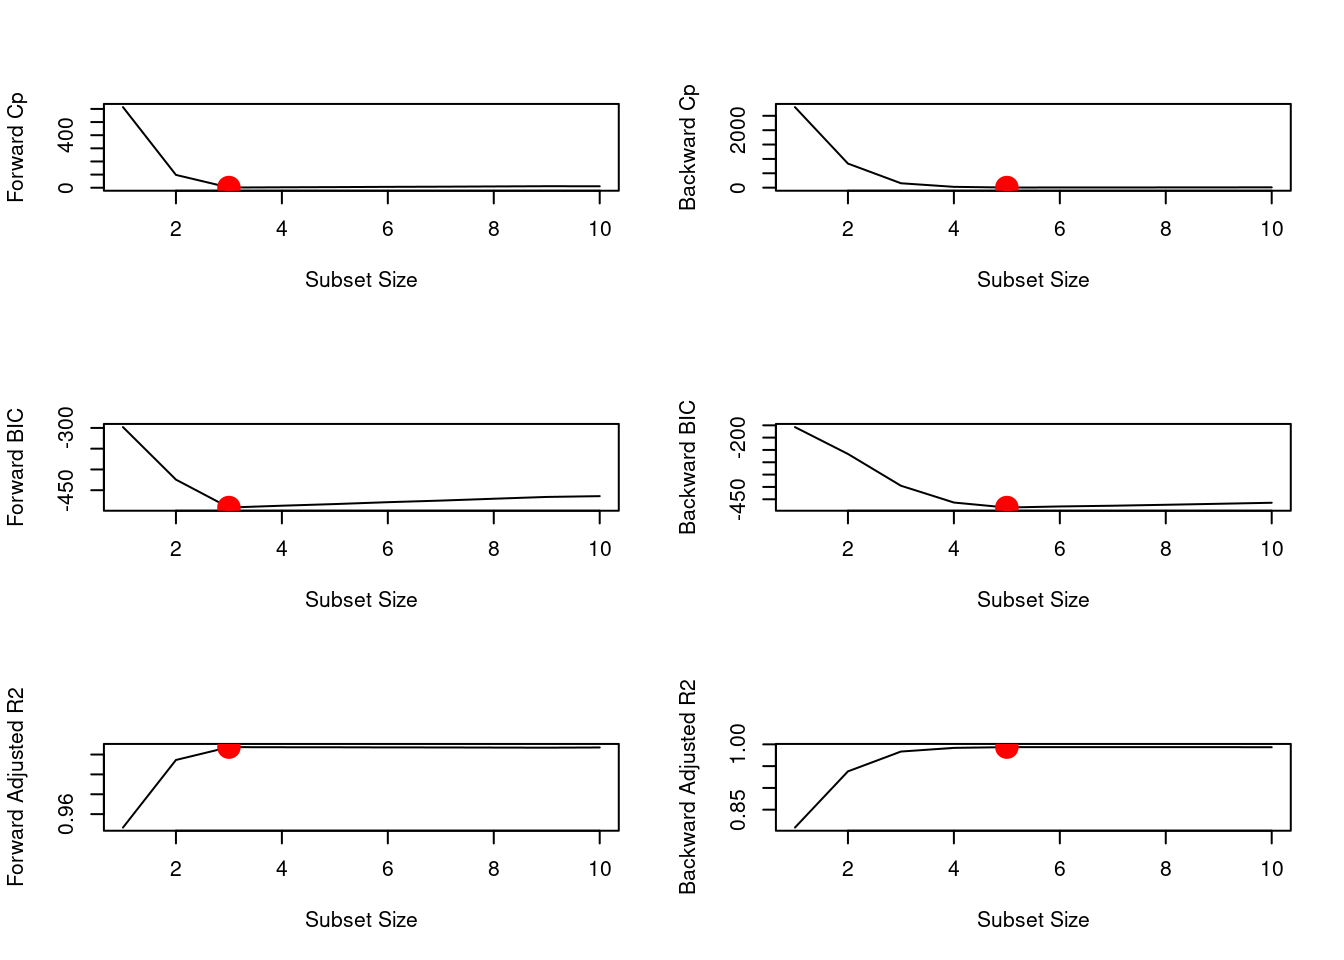 Forward Cp
400
0
2 4 6 8 10
Subset Size
Backward Cp
2000
0
2 4 6 8 10
Subset Size
Forward BIC
-300
-450
2 4 6 8 10
Subset Size
Backward BIC
-200
-450
2 4 6 8 10
Subset Size
Forward Adjusted R2
0.96
2 4 6 8 10
Subset Size
Backward Adjusted R2
1.00
0.85
2 4 6 8 10
Subset Size